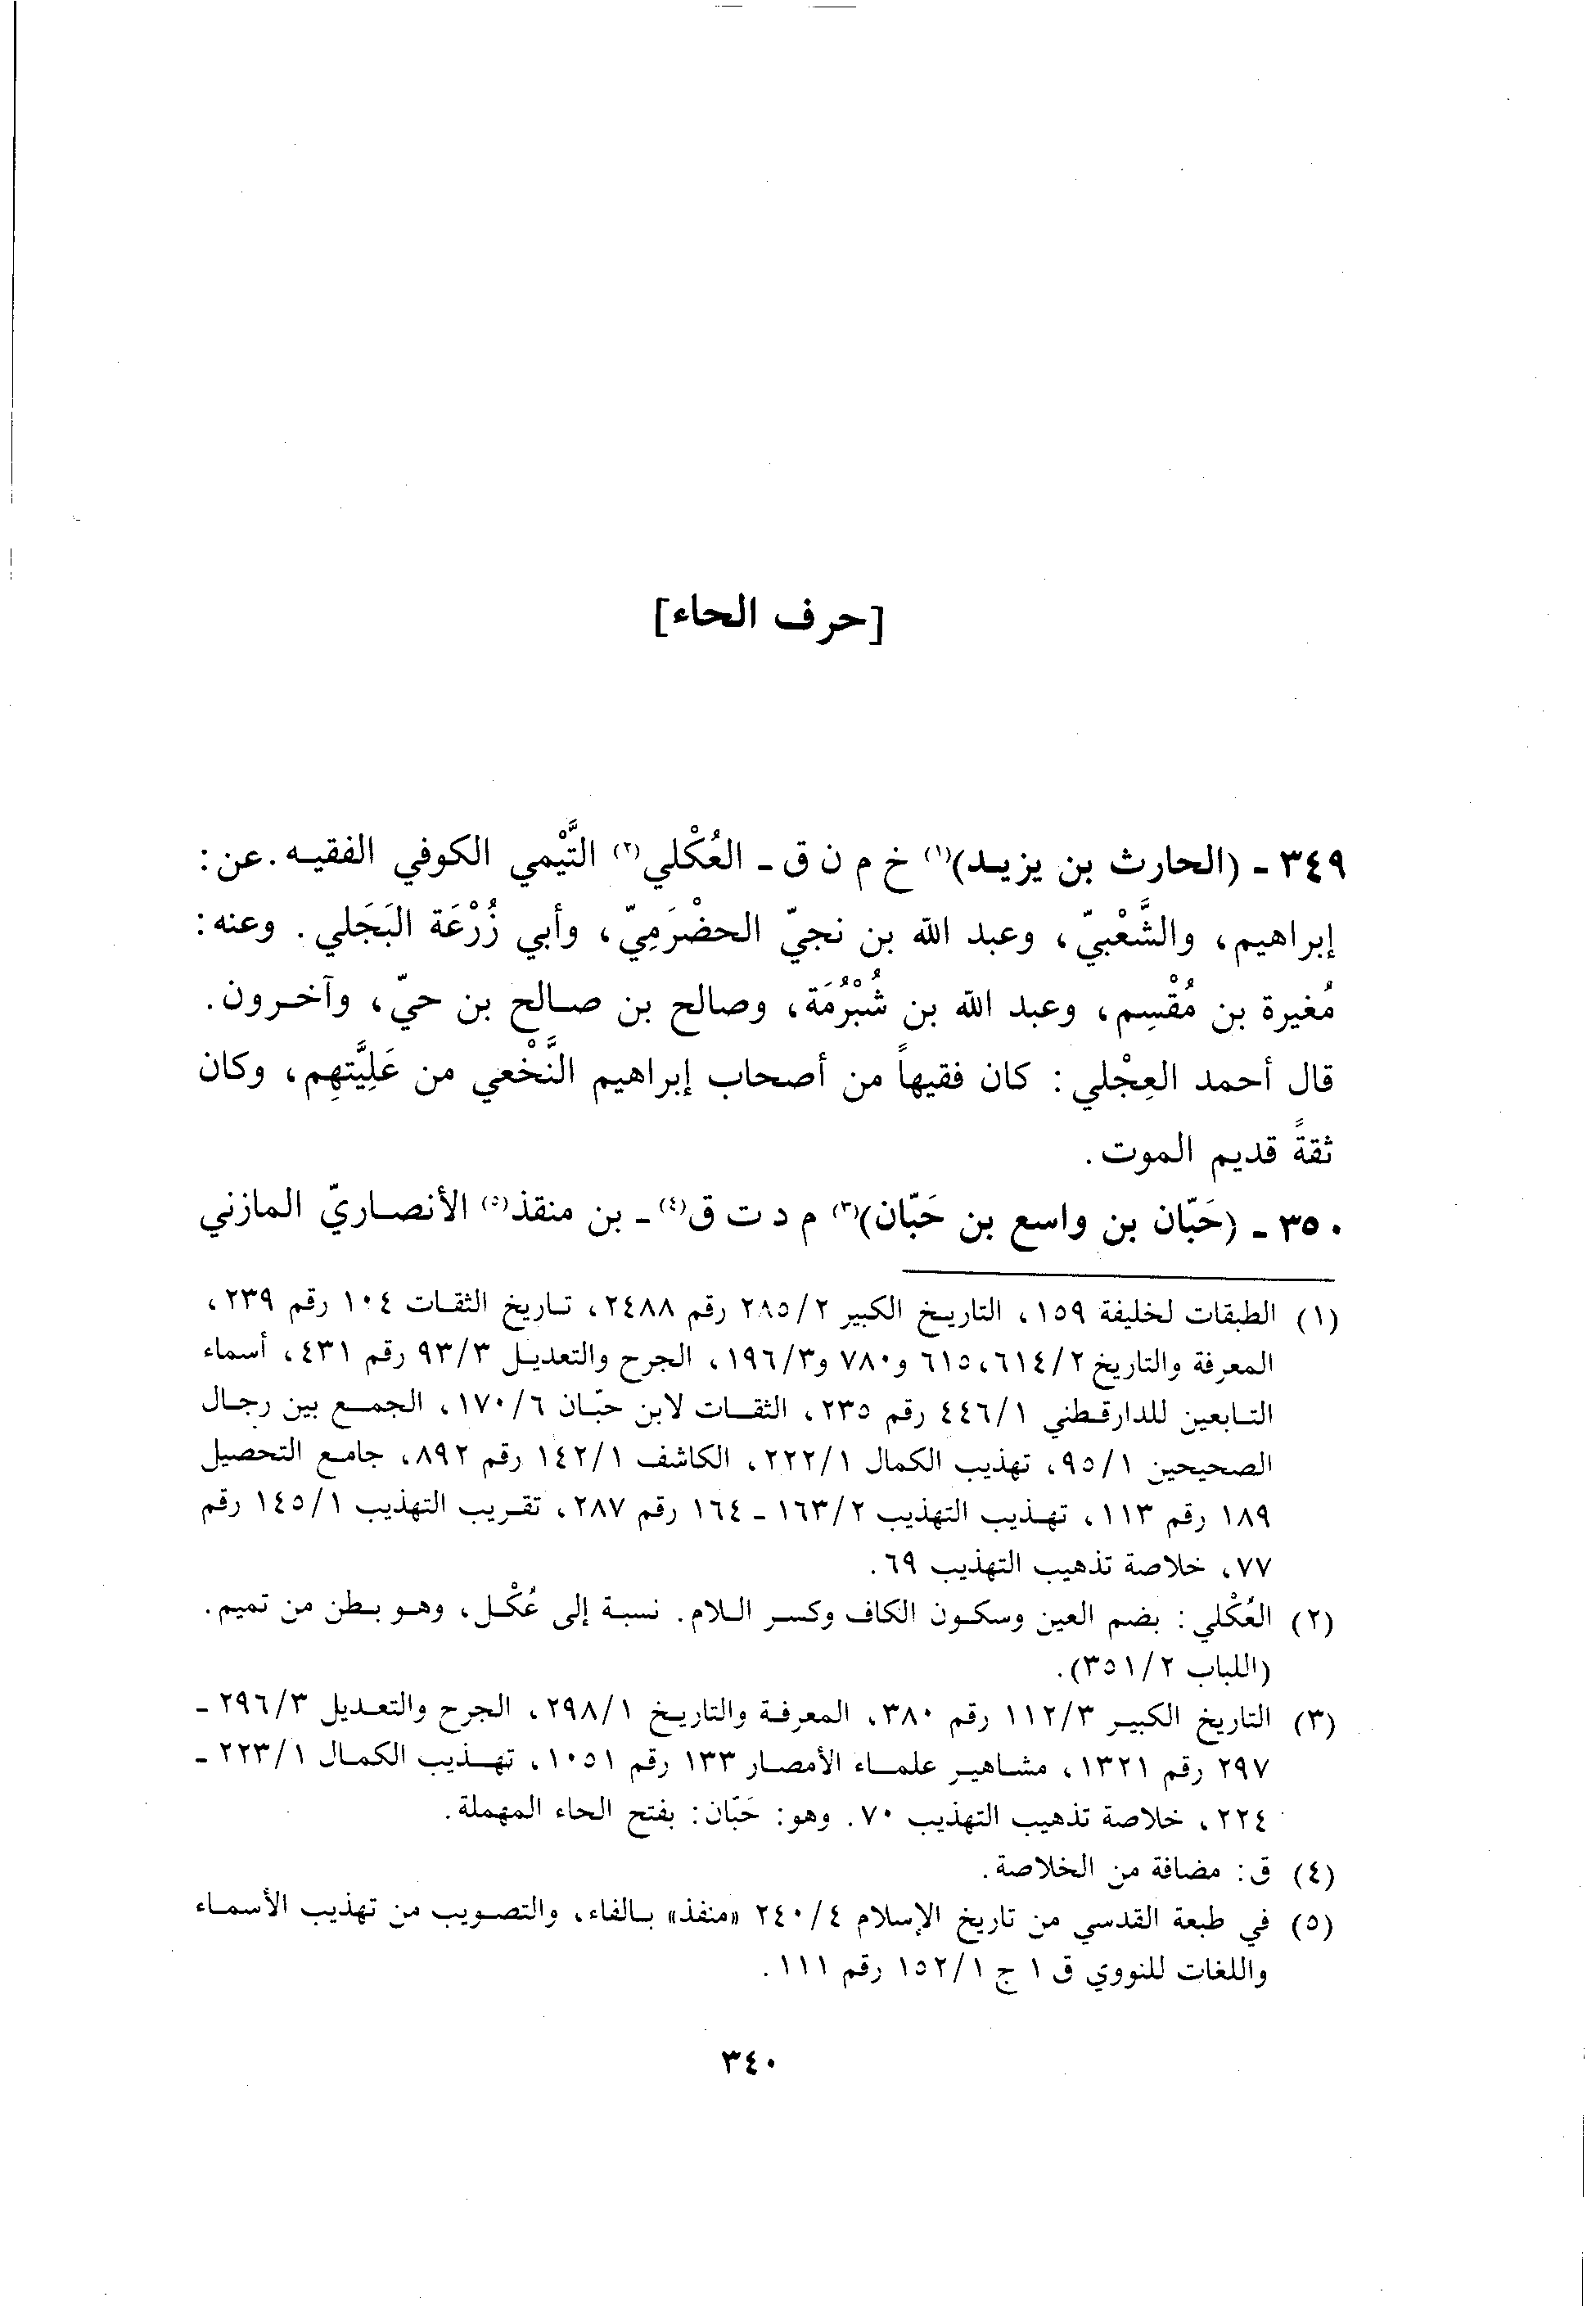 [حرف الحاء]
٣٤٩ ـ (الحارث بن يزيد)(١) خ م ن ق ـ العُكْلي(٢) التَّيْمي الكوفي الفقيه. عن:
إبراهيم، والشَّعْبيّ، وعبد الله بن نجيّ الحضْرَمِيّ، وأبي زُرْعَة البَجَلي. وعنه:
مُغيرة بن مُقْسِم، وعبد الله بن شُبْرُمَة، وصالح بن صالح بن حيّ، وآخرون.
قال أحمد العِجْلي: كان فقيهاً من أصحاب إبراهيم النَّخْعي من عَلِيَّتهِم، وكان
ثقةً قديم الموت.
٣٥٠ ـ (حَبّان بن واسع بن حَبّان)(٣) م د ت ق(٤) ـ بن منقذ(٥) الأنصاريّ المازني
(١) الطبقات لخليفة ١٥٩، التاريخ الكبير ٢٨٥/٢ رقم ٢٤٨٨، تاريخ الثقات ١٠٤ رقم ٢٣٩،
المعرفة والتاريخ ٦١٤/٢، ٦١٥ و٧٨٠ و١٩٦/٣، الجرح والتعديل ٩٣/٣ رقم ٤٣١، أسماء
التابعين للدارقطني ٤٤٦/١ رقم ٢٣٥، الثقات لابن حبّان ١٧٠/٦، الجمع بين رجال
الصحيحين ٩٥/١، تهذيب الكمال ٢٢٢/١، الكاشف ١٤٢/١ رقم ٨٩٢، جامع التحصيل
١٨٩ رقم ١١٣، تهذيب التهذيب ١٦٣/٢ ـ ١٦٤ رقم ٢٨٧، تقريب التهذيب ١٤٥/١ رقم
٧٧، خلاصة تذهيب التهذيب ٦٩.
(٢) العُكْلي: بضم العين وسكون الكاف وكسر اللام. نسبة إلى عُكْل، وهو بطن من تميم.
(اللباب ٣٥١/٢).
(٣) التاريخ الكبير ١١٢/٣ رقم ٣٨٠، المعرفة والتاريخ ٢٩٨/١، الجرح والتعديل ٢٩٦/٣ ـ
٢٩٧ رقم ١٣٢١، مشاهير علماء الأمصار ١٣٣ رقم ١٠٥١، تهذيب الكمال ٢٢٣/١ ـ
٢٢٤، خلاصة تذهيب التهذيب ٧٠. وهو: حَبّان: بفتح الحاء المهملة.
(٤) ق: مضافة من الخلاصة.
(٥) في طبعة القدسي من تاريخ الإسلام ٢٤٠/٤ «منفذ» بالفاء، والتصويب من تهذيب الأسماء
واللغات للنووي ق ١ ج ١٥٢/١ رقم ١١١.
٣٤٠